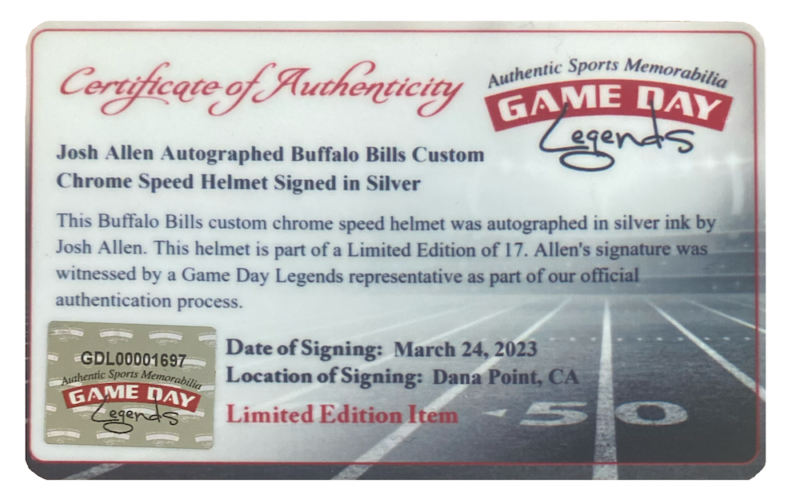 Certificate of Authenticity
Authentic Sports Memorabilia
GAME DAY
Legends
Josh Allen Autographed Buffalo Bills Custom
Chrome Speed Helmet Signed in Silver
This Buffalo Bills custom chrome speed helmet was autographed in silver ink by
Josh Allen. This helmet is part of a Limited Edition of 17. Allen's signature was
witnessed by a Game Day Legends representative as part of our official
authentication process.
GDL00001697
Authentic Sports Memorabilia
GAME DAY
Legends
Date of Signing: March 24, 2023
Location of Signing: Dana Point, CA
Limited Edition Item
50